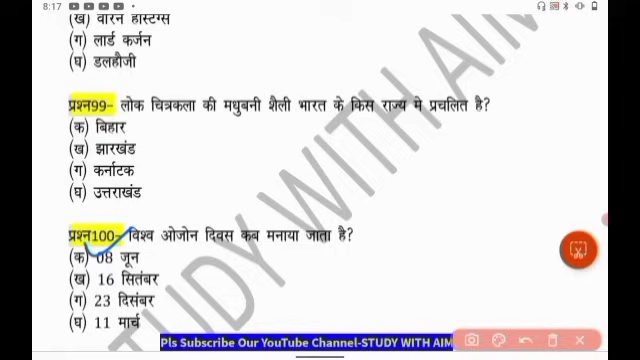 8:17
(ख) वारेन हास्टिंग्स
(ग) लार्ड कर्जन
(घ) डलहौजी
प्रश्न99- लोक चित्रकला की मधुबनी शैली भारत के किस राज्य मे प्रचलित है?
(क) बिहार
(ख) झारखंड
(ग) कर्नाटक
(घ) उत्तराखंड
प्रश्न100- विश्व ओजोन दिवस कब मनाया जाता है?
(क) 08 जून
(ख) 16 सितंबर
(ग) 23 दिसंबर
(घ) 11 मार्च
STUDY WITH AIM
Pls Subscribe Our YouTube Channel-STUDY WITH AIM